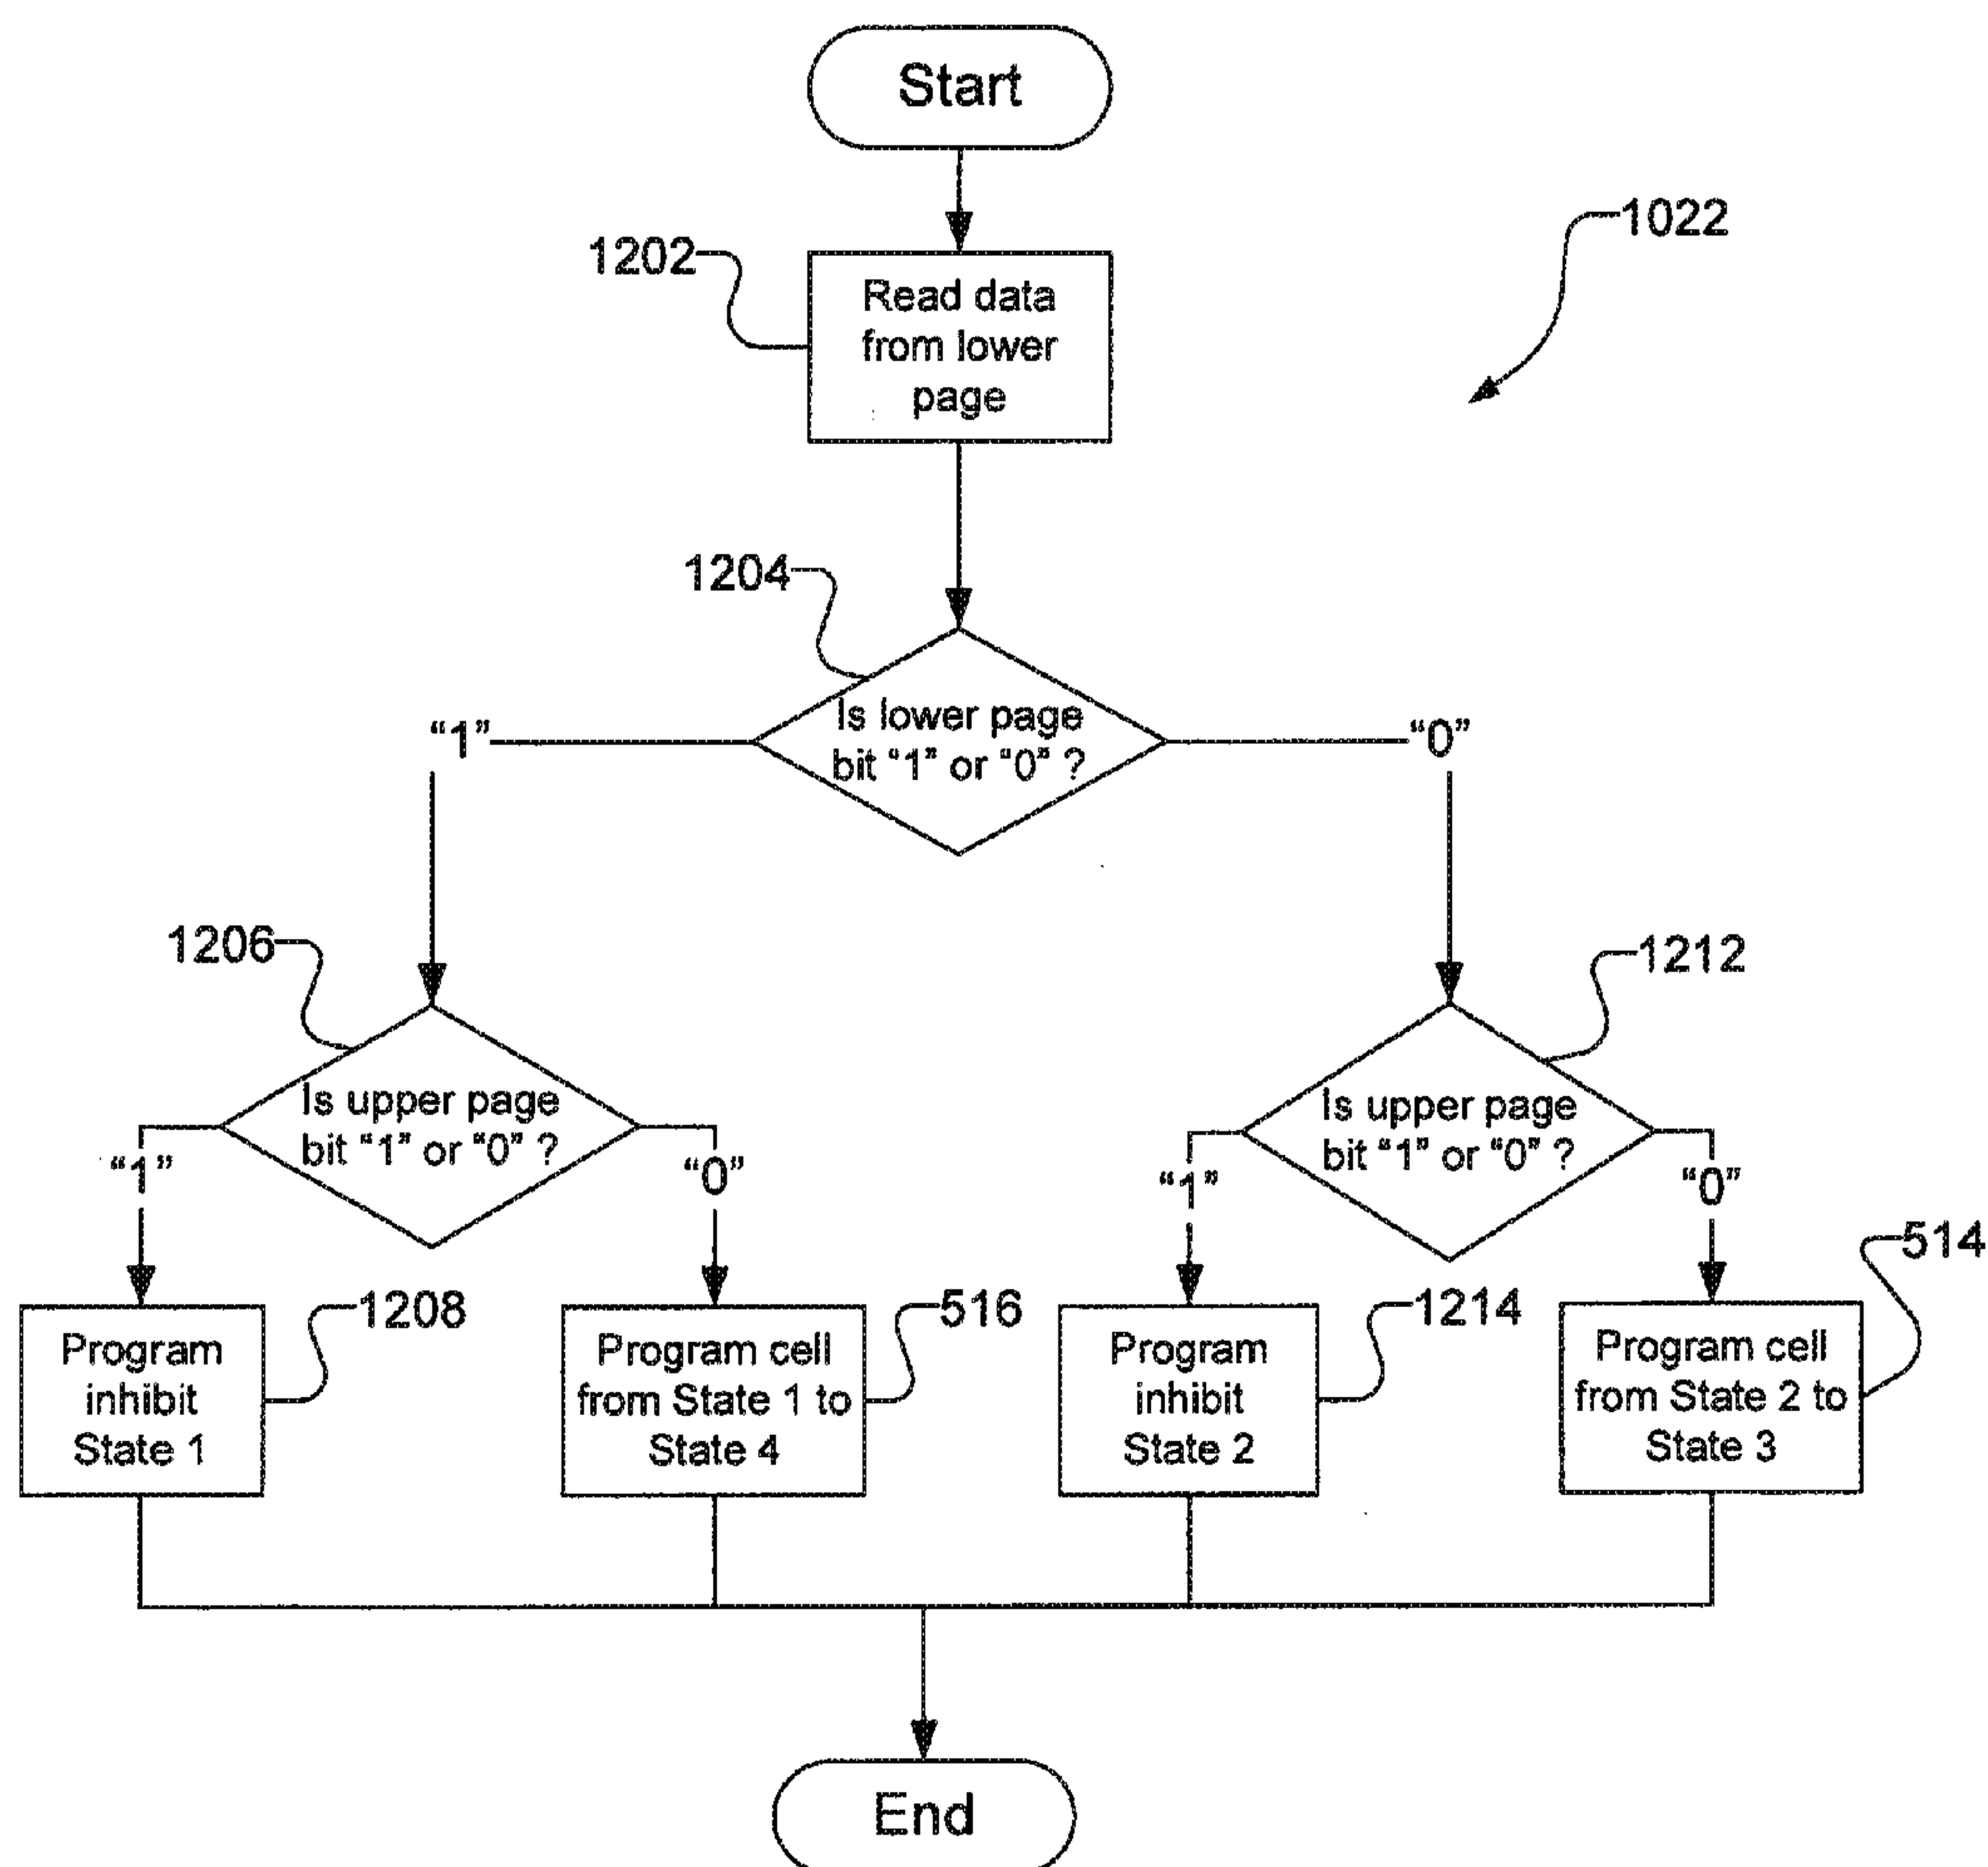 Start
1022
1202
Read data
from lower
page
1204
Is lower page
bit “1” or “0” ?
“1”
“0”
1206
Is upper page
bit “1” or “0” ?
“1”
“0”
1212
Is upper page
bit “1” or “0” ?
“1”
“0”
Program
inhibit
State 1
1208
Program cell
from State 1 to
State 4
516
Program
inhibit
State 2
1214
Program cell
from State 2 to
State 3
514
End